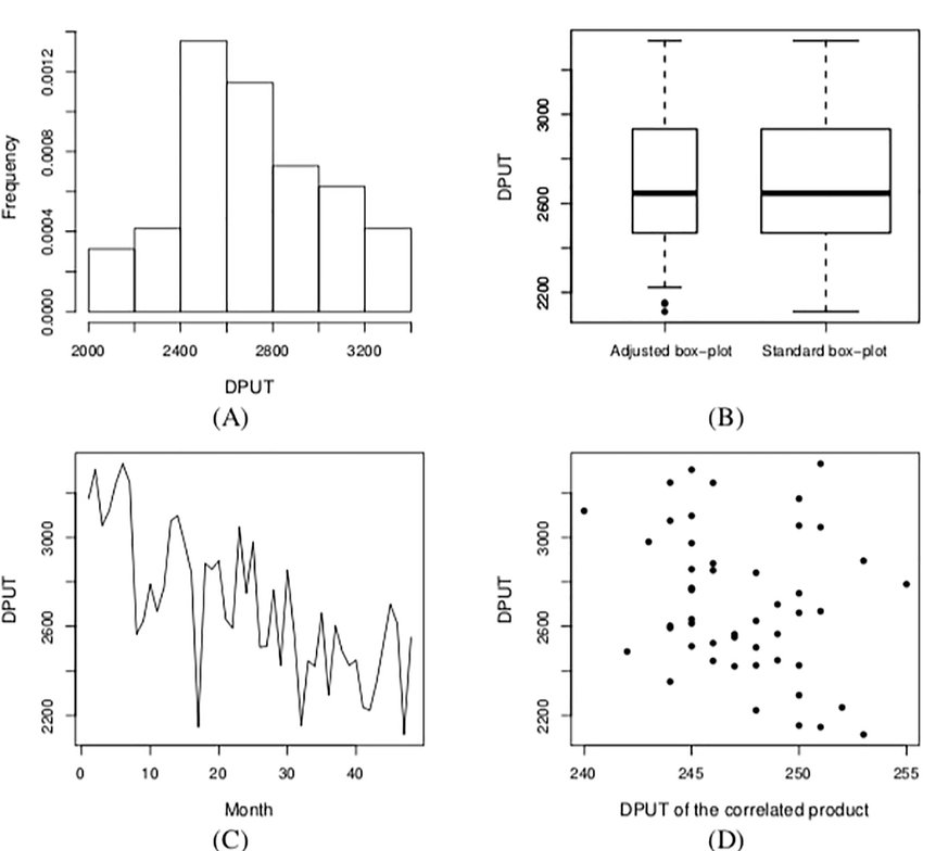 Frequency
0.0000 0.0004 0.0008 0.0012
2000 2400 2800 3200
DPUT
(A)
DPUT
2200 2600 3000
Adjusted box-plot Standard box-plot
(B)
DPUT
2200 2600 3000
0 10 20 30 40
Month
(C)
DPUT
2200 2600 3000
240 245 250 255
DPUT of the correlated product
(D)